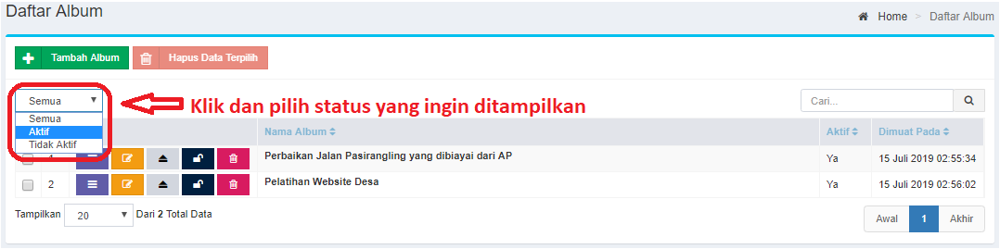 Daftar Album
Home > Daftar Album
Tambah Album Hapus Data Terpilih
Semua
Klik dan pilih status yang ingin ditampilkan
Cari...
Semua
Aktif
Tidak Aktif
Nama Album Aktif Dimuat Pada
1 Perbaikan Jalan Pasirangling yang dibiayai dari AP Ya 15 Juli 2019 02:55:34
2 Pelatihan Website Desa Ya 15 Juli 2019 02:56:02
Tampilkan 20 Dari 2 Total Data
Awal 1 Akhir